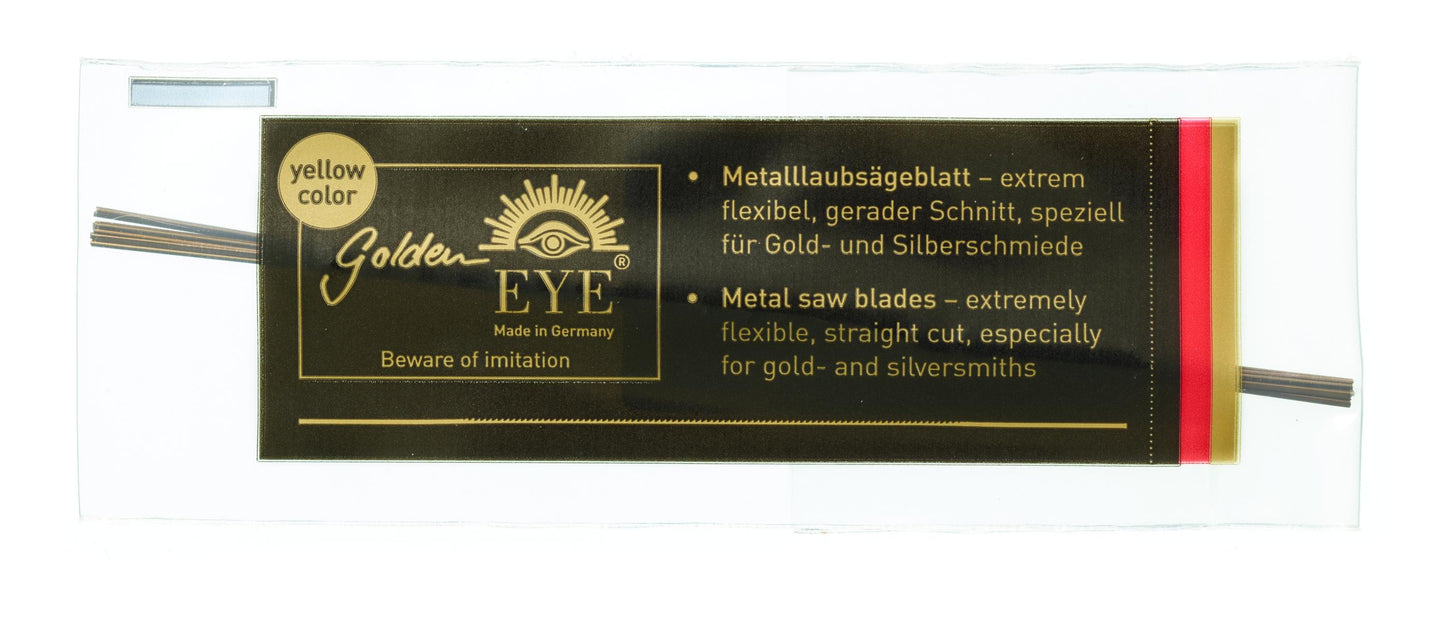 yellow
color
Golden
EYE®
Made in Germany
Beware of imitation
• Metalllaubsägeblatt – extrem
flexibel, gerader Schnitt, speziell
für Gold- und Silberschmiede
• Metal saw blades – extremely
flexible, straight cut, especially
for gold- and silversmiths